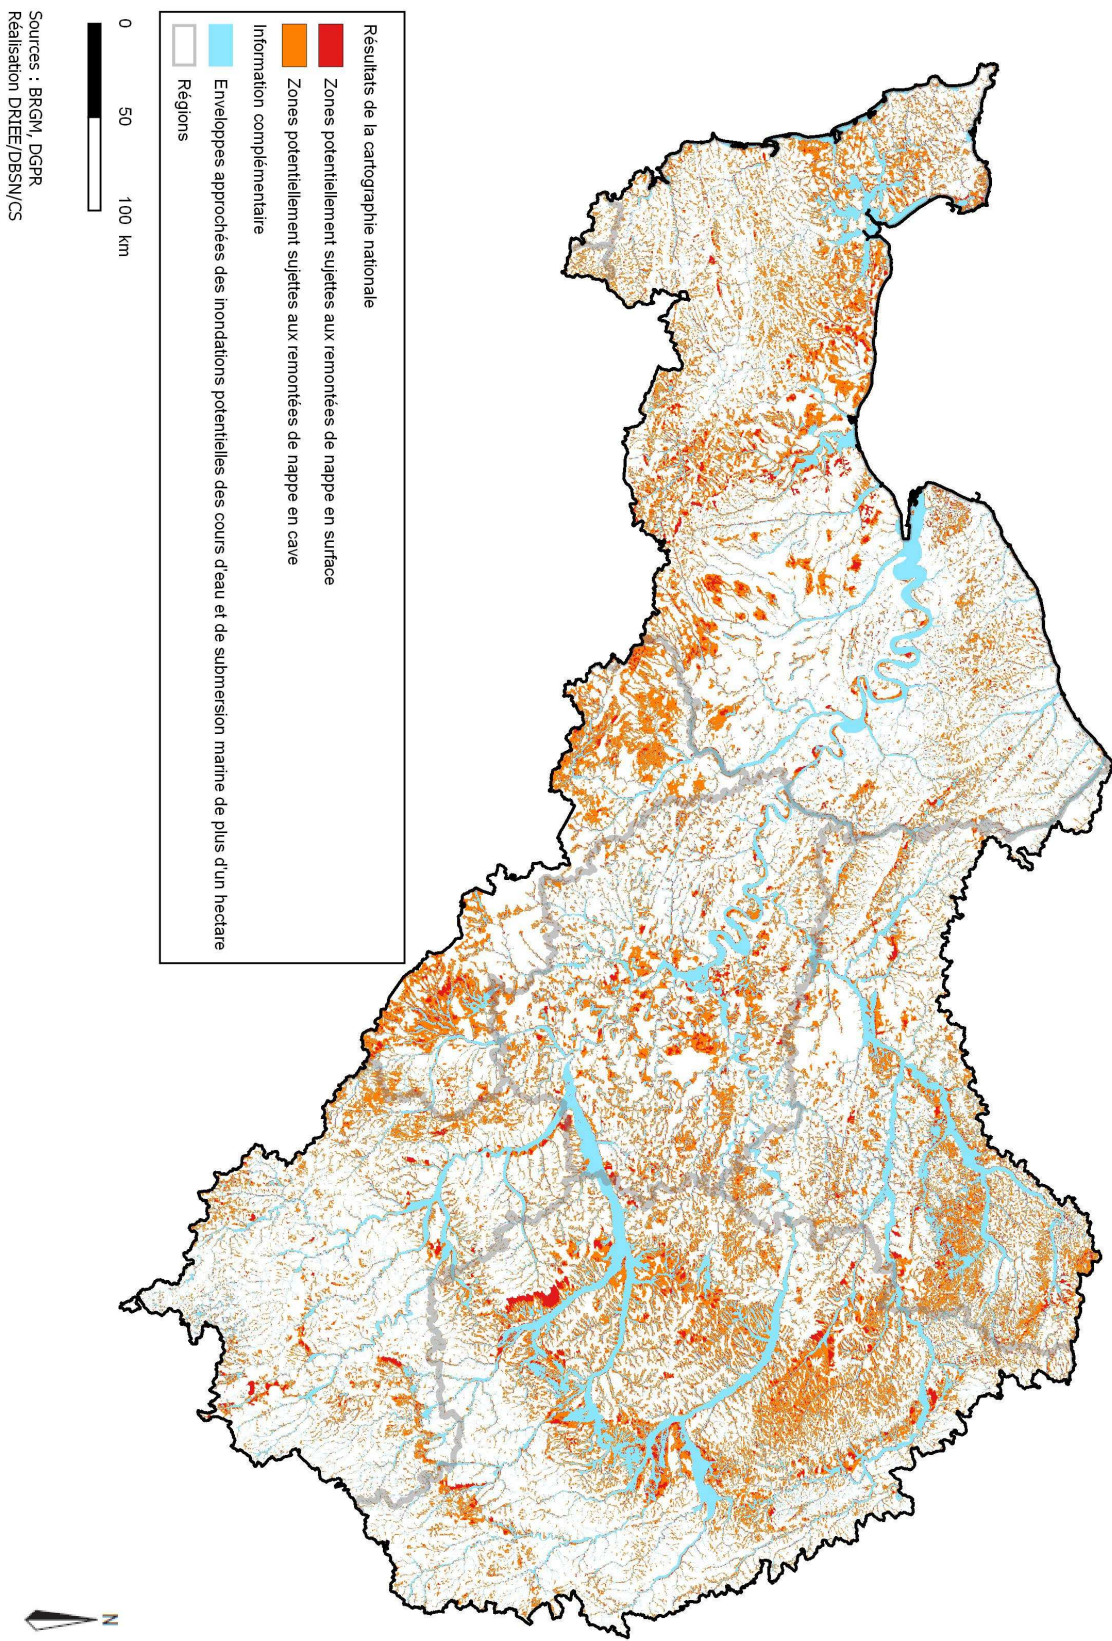 Résultats de la cartographie nationale
Zones potentiellement sujettes aux remontées de nappe en surface
Zones potentiellement sujettes aux remontées de nappe en cave
Information complémentaire
Enveloppes approchées des inondations potentielles des cours d'eau et de submersion marine de plus d'un hectare
Régions
0 50 100 km
Sources : BRGM, DGPR
Réalisation DRIEE/DBSN/CS
N